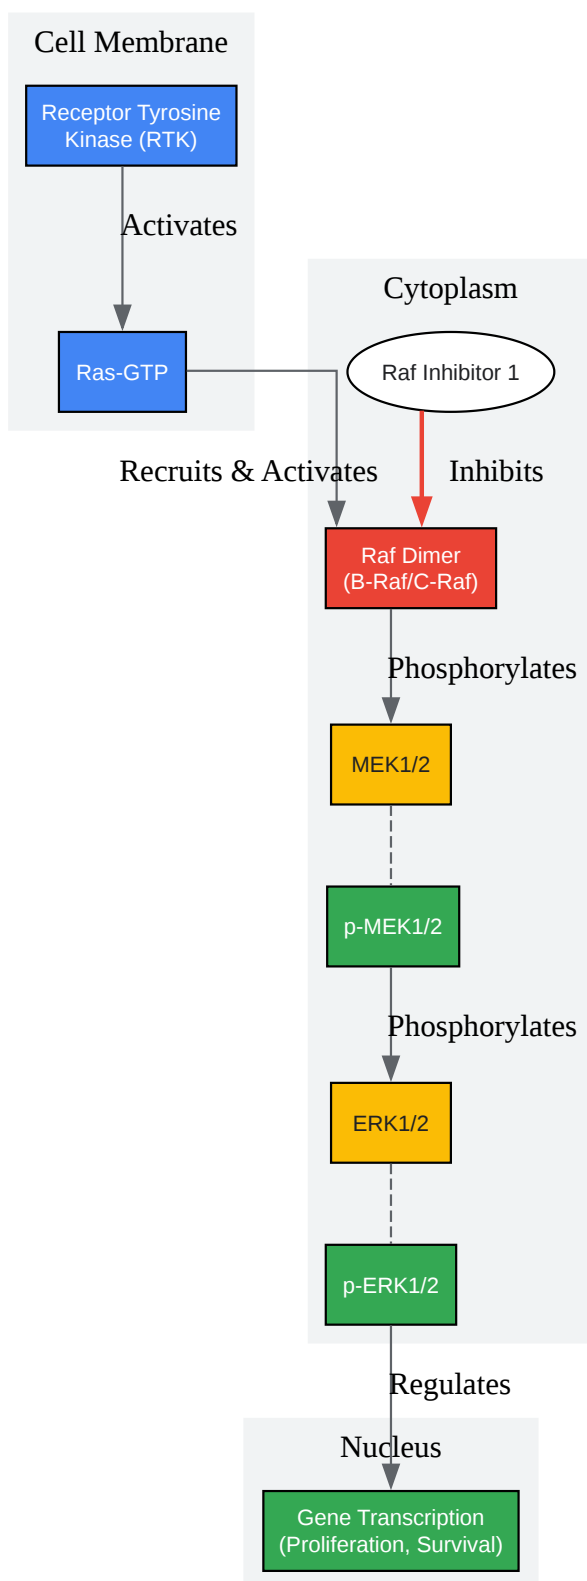 Cell Membrane
Receptor Tyrosine
Kinase (RTK)
Activates
Cytoplasm
Ras-GTP
Raf Inhibitor 1
Recruits & Activates
Inhibits
Raf Dimer
(B-Raf/C-Raf)
Phosphorylates
MEK1/2
p-MEK1/2
Phosphorylates
ERK1/2
p-ERK1/2
Regulates
Nucleus
Gene Transcription
(Proliferation, Survival)